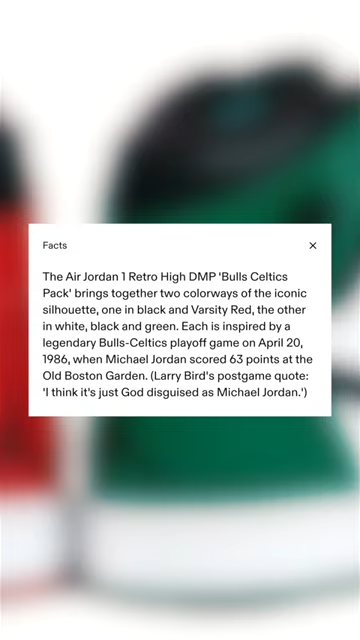 Facts
The Air Jordan 1 Retro High DMP 'Bulls Celtics
Pack' brings together two colorways of the iconic
silhouette, one in black and Varsity Red, the other
in white, black and green. Each is inspired by a
legendary Bulls-Celtics playoff game on April 20,
1986, when Michael Jordan scored 63 points at the
Old Boston Garden. (Larry Bird's postgame quote:
'I think it's just God disguised as Michael Jordan.')